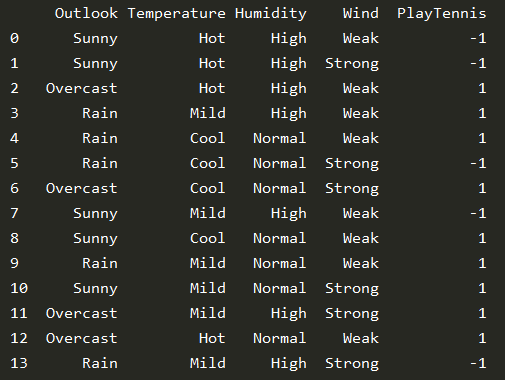 Outlook Temperature Humidity Wind PlayTennis
0 Sunny Hot High Weak -1
1 Sunny Hot High Strong -1
2 Overcast Hot High Weak 1
3 Rain Mild High Weak 1
4 Rain Cool Normal Weak 1
5 Rain Cool Normal Strong -1
6 Overcast Cool Normal Strong 1
7 Sunny Mild High Weak -1
8 Sunny Cool Normal Weak 1
9 Rain Mild Normal Weak 1
10 Sunny Mild Normal Strong 1
11 Overcast Mild High Strong 1
12 Overcast Hot Normal Weak 1
13 Rain Mild High Strong -1